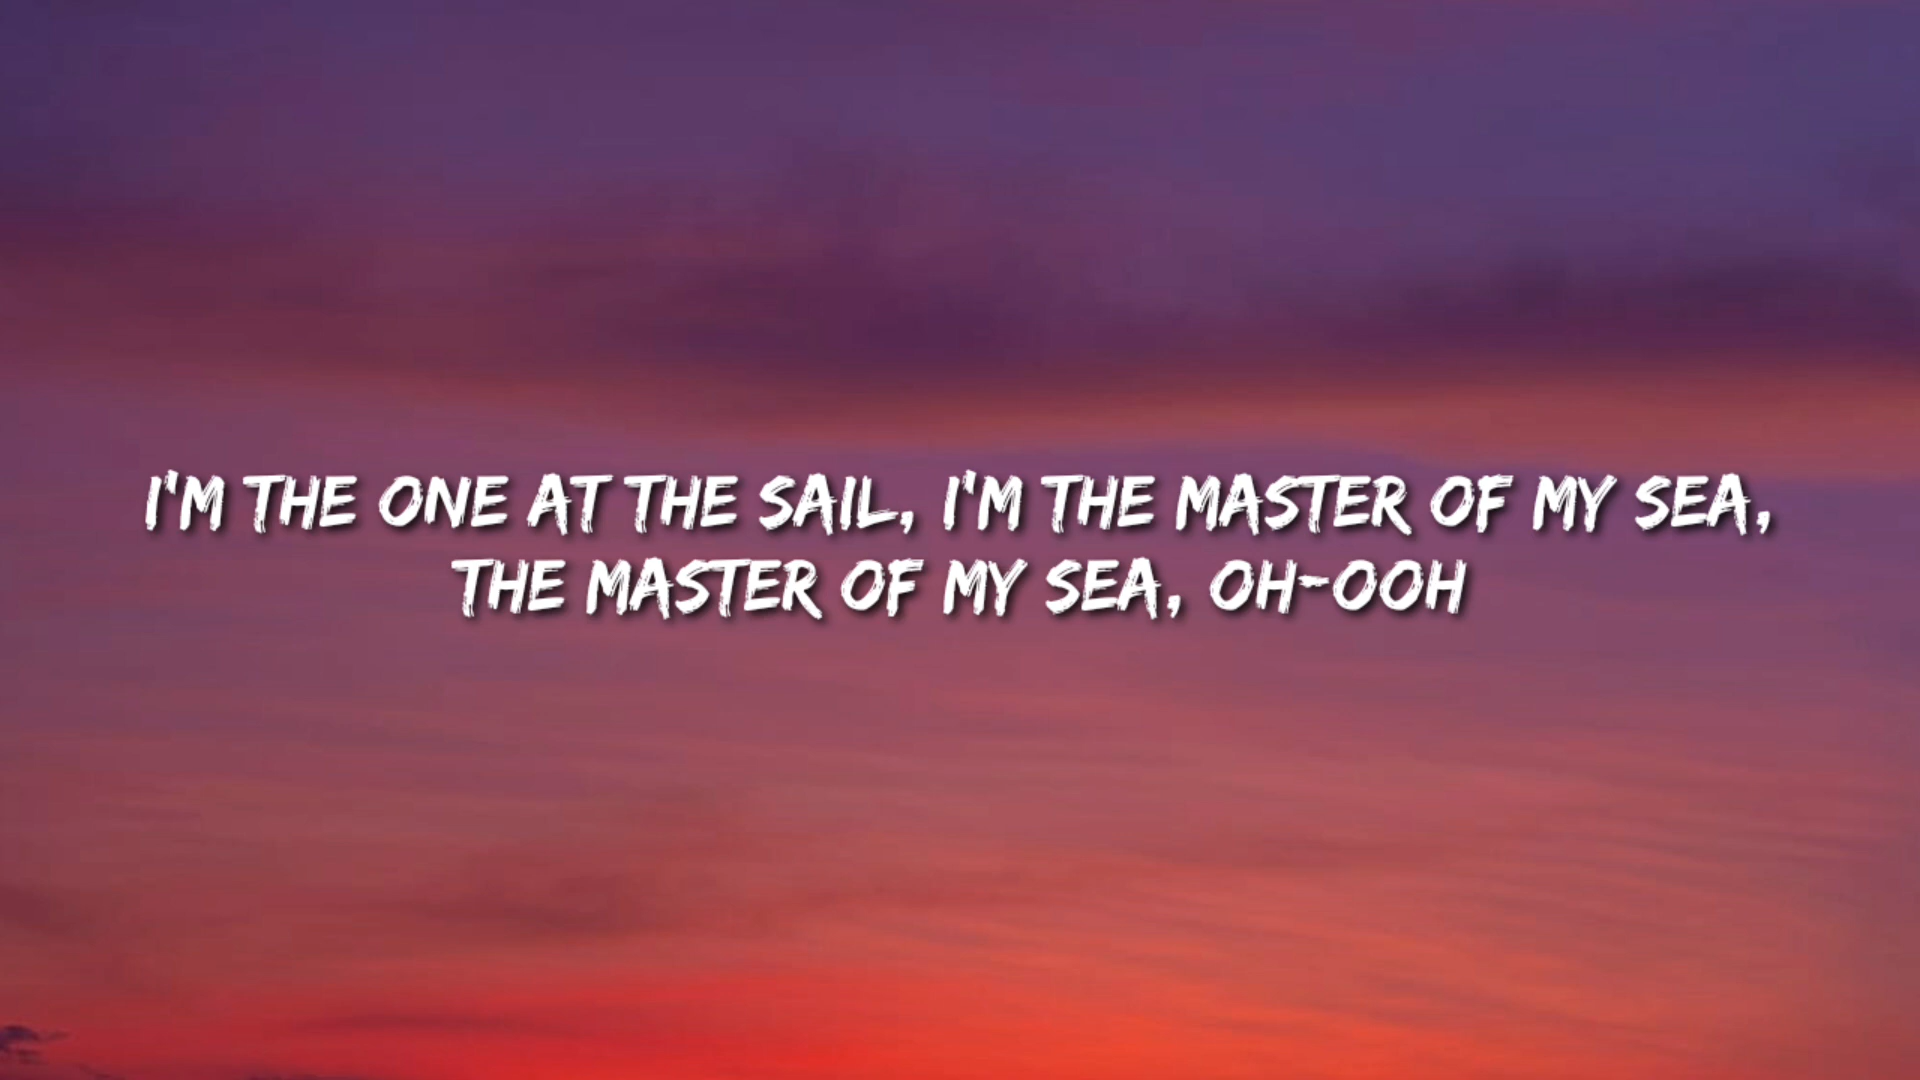 I'M THE ONE AT THE SAIL, I'M THE MASTER OF MY SEA,
THE MASTER OF MY SEA, OH-OOH